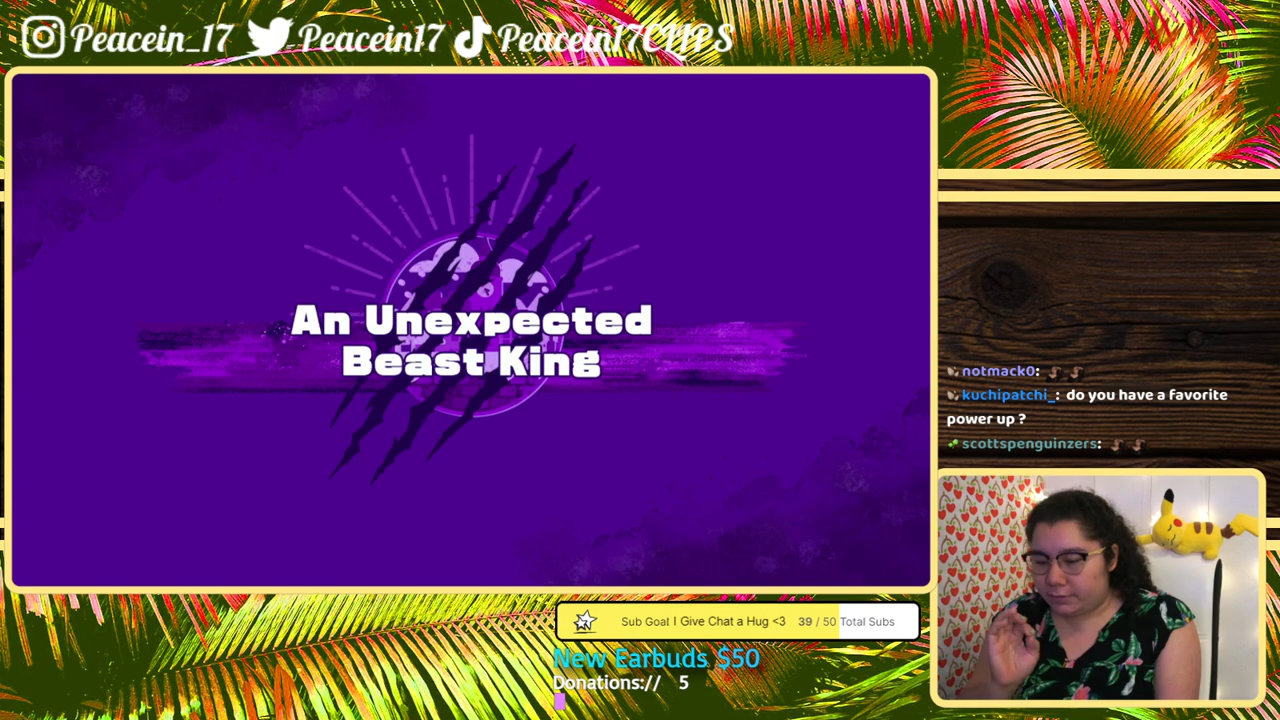 Peacein_17 Peacein17 Peacein17CLIPS
An Unexpected
Beast King
notmack0:
kuchipatchi_: do you have a favorite
power up ?
scottspenguinzers:
Sub Goal I Give Chat a Hug <3 39 / 50 Total Subs
New Earbuds $50
Donations:// 5